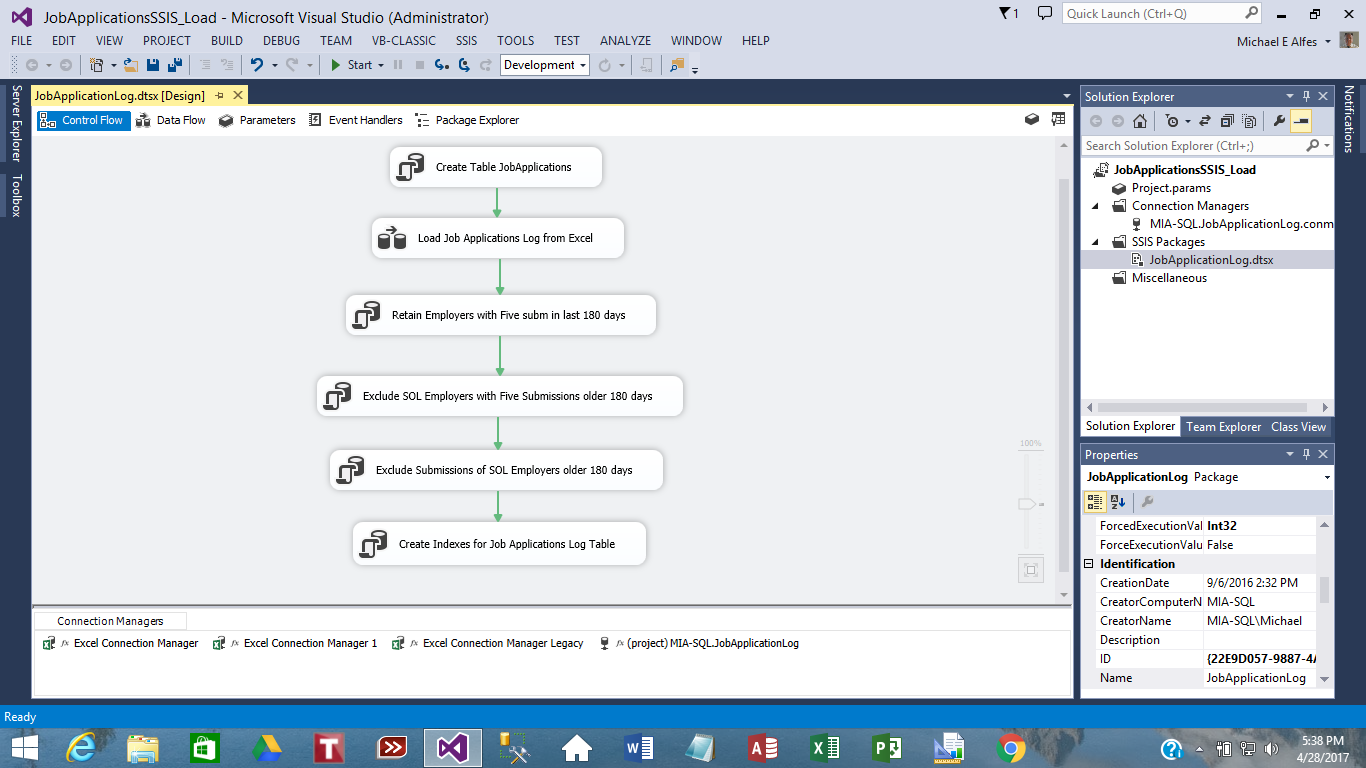 JobApplicationsSSIS_Load - Microsoft Visual Studio (Administrator)
1
Quick Launch (Ctrl+Q)
FILE EDIT VIEW PROJECT BUILD DEBUG TEAM VB-CLASSIC SSIS TOOLS TEST ANALYZE WINDOW HELP
Michael E Alfes
Start
Development
Server Explorer
Toolbox
JobApplicationLog.dtsx [Design]
Control Flow Data Flow Parameters Event Handlers Package Explorer
Create Table JobApplications
Load Job Applications Log from Excel
Retain Employers with Five subm in last 180 days
Exclude SOL Employers with Five Submissions older 180 days
Exclude Submissions of SOL Employers older 180 days
Create Indexes for Job Applications Log Table
100%
Connection Managers
fx Excel Connection Manager fx Excel Connection Manager 1 fx Excel Connection Manager Legacy fx (project) MIA-SQL.JobApplicationLog
Solution Explorer
Search Solution Explorer (Ctrl+;)
JobApplicationsSSIS_Load
Project.params
Connection Managers
MIA-SQL.JobApplicationLog.conm
SSIS Packages
JobApplicationLog.dtsx
Miscellaneous
Solution Explorer Team Explorer Class View
Properties
JobApplicationLog Package
ForcedExecutionVal Int32
ForceExecutionValu False
Identification
CreationDate 9/6/2016 2:32 PM
CreatorComputerN MIA-SQL
CreatorName MIA-SQL\Michael
Description
ID {22E9D057-9887-4A
Name JobApplicationLog
Notifications
Ready
5:38 PM
4/28/2017